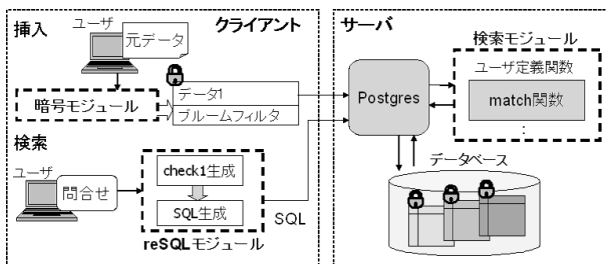 挿入
ユーザ
元データ
クライアント
暗号モジュール
データ1
ブルームフィルタ
検索
ユーザ
問合せ
check1生成
SQL生成
reSQLモジュール
SQL
サーバ
Postgres
検索モジュール
ユーザ定義関数
match関数
:
データベース